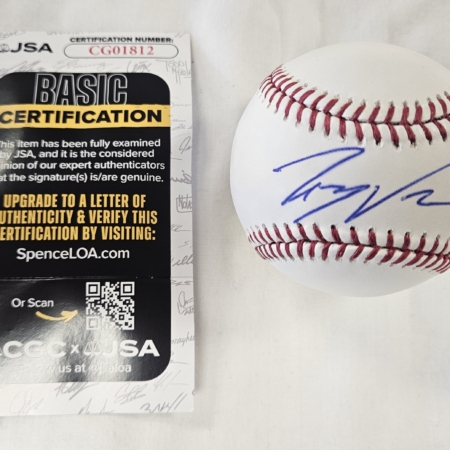 JSA
CERTIFICATION NUMBER:
CG01812
BASIC
CERTIFICATION
This item has been fully examined
by JSA, and it is the considered
opinion of our expert authenticators
that the signature(s) is/are genuine.
UPGRADE TO A LETTER OF
AUTHENTICITY & VERIFY THIS
CERTIFICATION BY VISITING:
SpenceLOA.com
Or Scan
CGC x JSA
us at